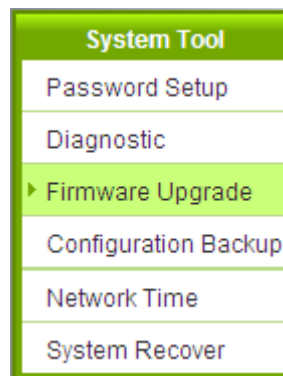 System Tool
Password Setup
Diagnostic
Firmware Upgrade
Configuration Backup
Network Time
System Recover